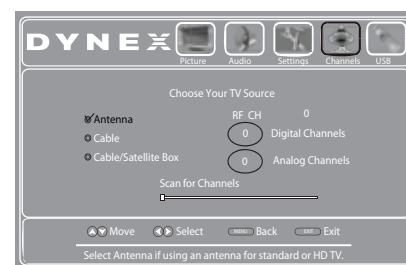 DYNEX
Picture Audio Settings Channels USB
Choose Your TV Source
Antenna RF CH 0
Cable 0 Digital Channels
Cable/Satellite Box 0 Analog Channels
Scan for Channels
Move Select MENU Back EXIT Exit
Select Antenna if using an antenna for standard or HD TV.